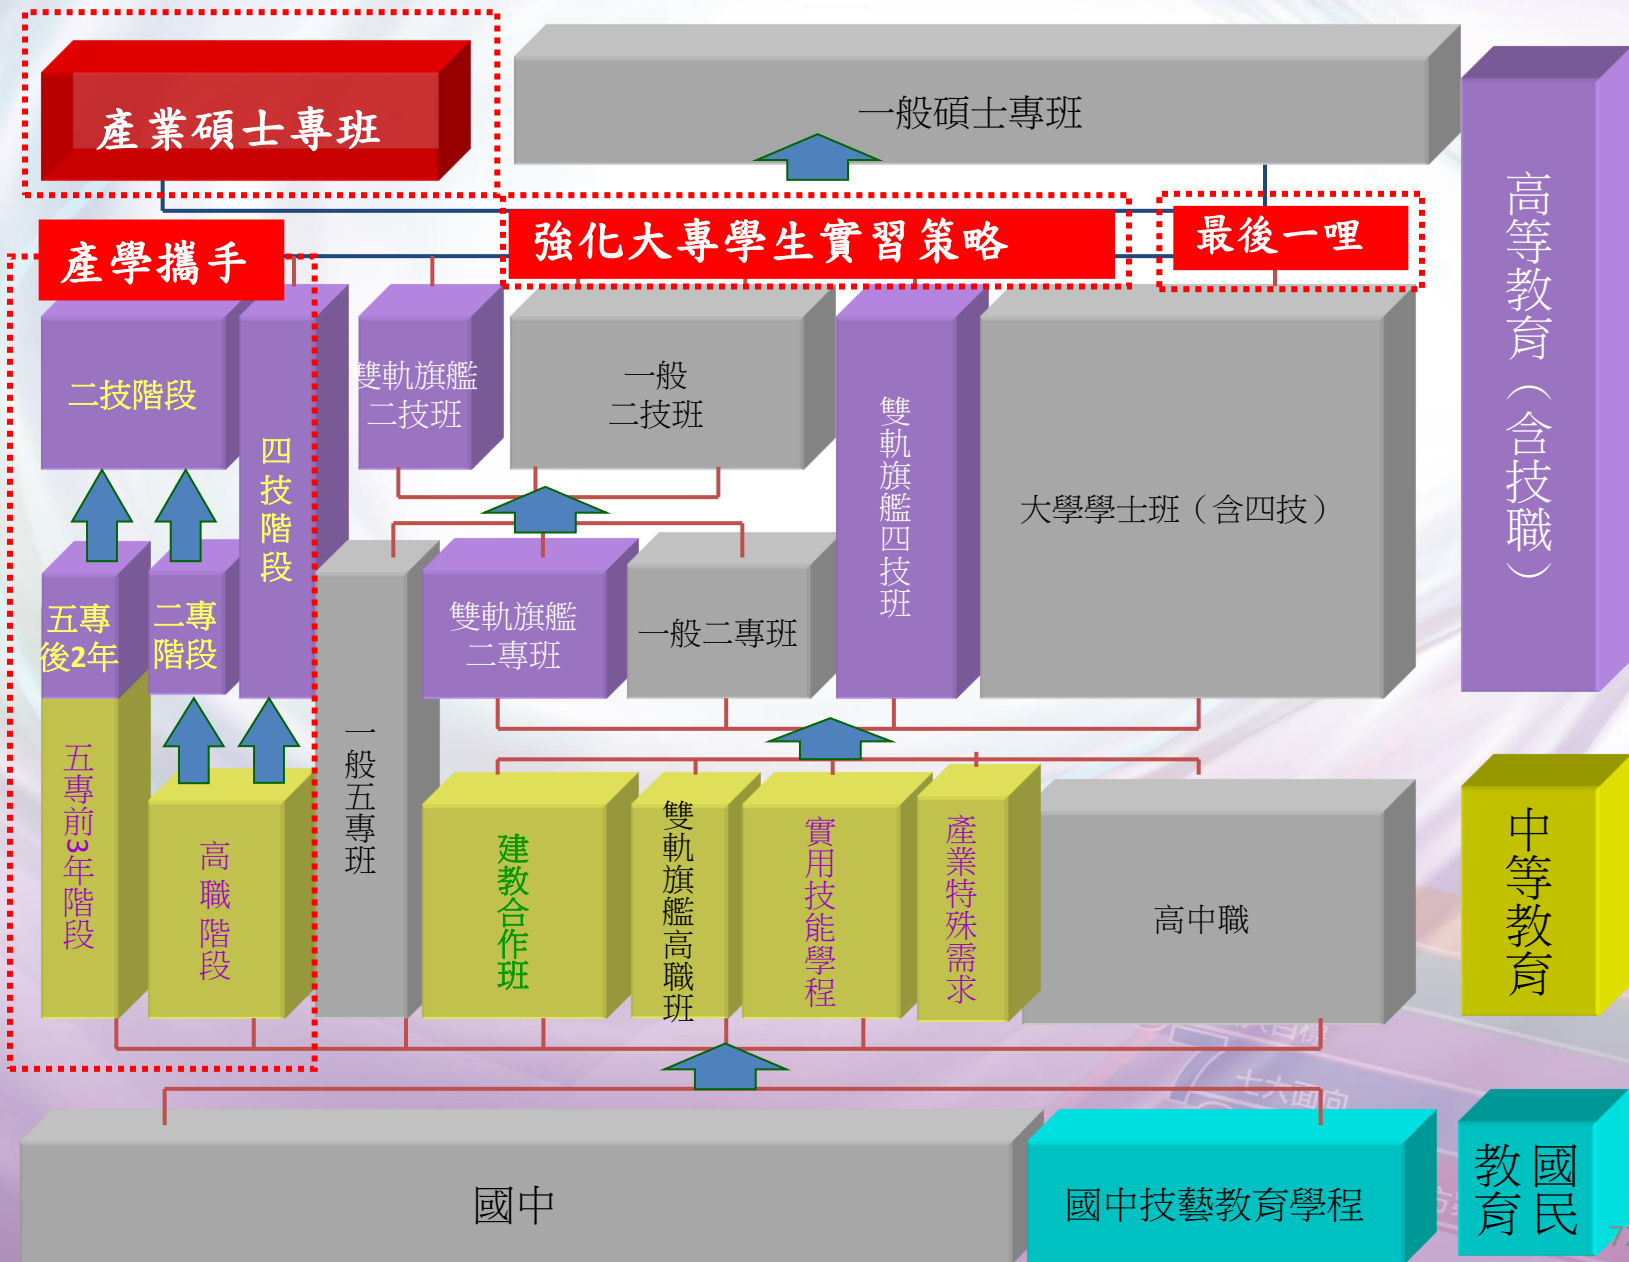 產業碩士專班
一般碩士專班
高等教育（含技職）
產學攜手
強化大專學生實習策略
最後一哩
二技階段
四技階段
雙軌旗艦
二技班
一般
二技班
雙軌旗艦四技班
大學學士班（含四技）
五專
後2年
二專
階段
一般五專班
雙軌旗艦
二專班
一般二專班
五專前3年階段
高職階段
建教合作班
雙軌旗艦高職班
實用技能學程
產業特殊需求
高中職
中等教育
國中
國中技藝教育學程
國民
教育